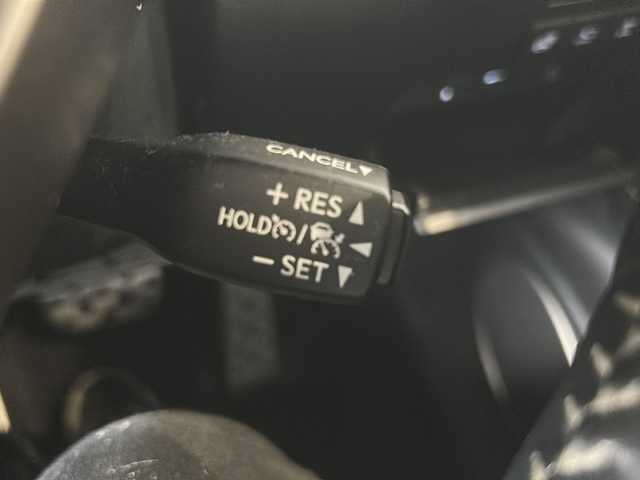 CANCEL▼
+ RES ▲
HOLD / ◀
− SET ▼